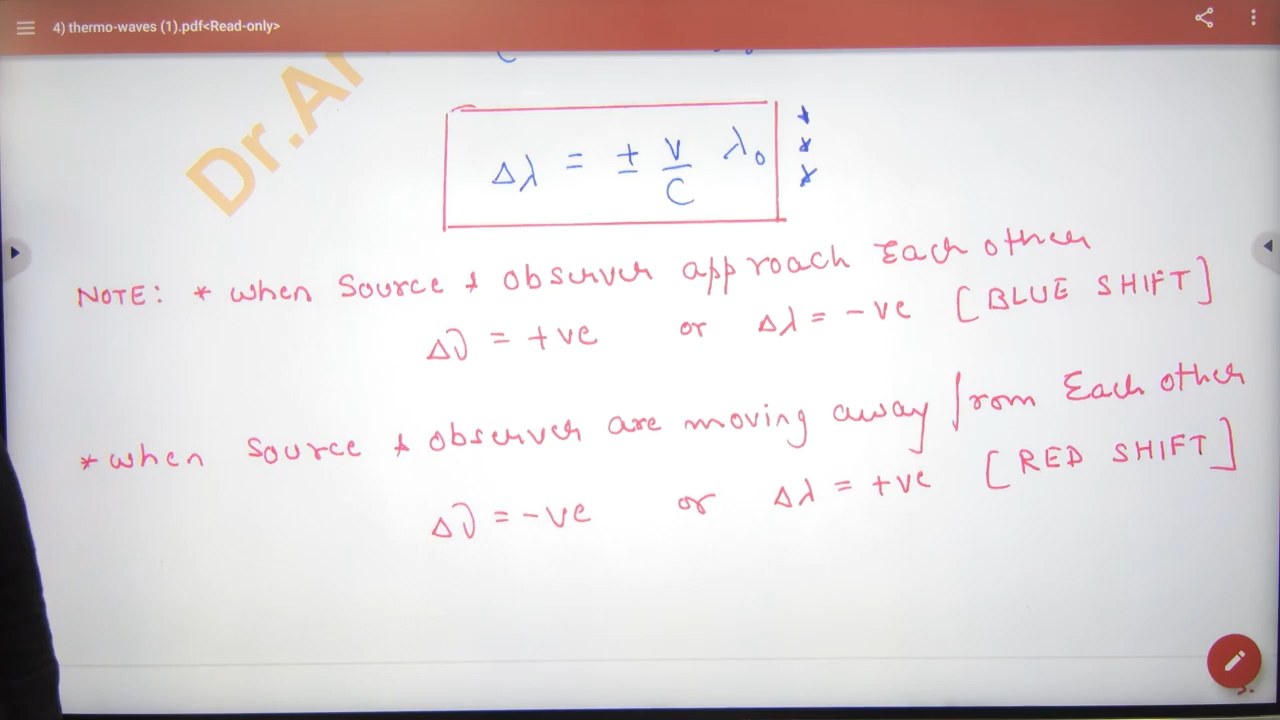 4) thermo-waves (1).pdf<Read-only>
Dr.Ar
Δλ = ± V/C λ₀
NOTE: * when Source & observer approach Each other
Δν = +ve or Δλ = -ve [BLUE SHIFT]
* when Source & observer are moving away from Each other
Δν = -ve or Δλ = +ve [RED SHIFT]